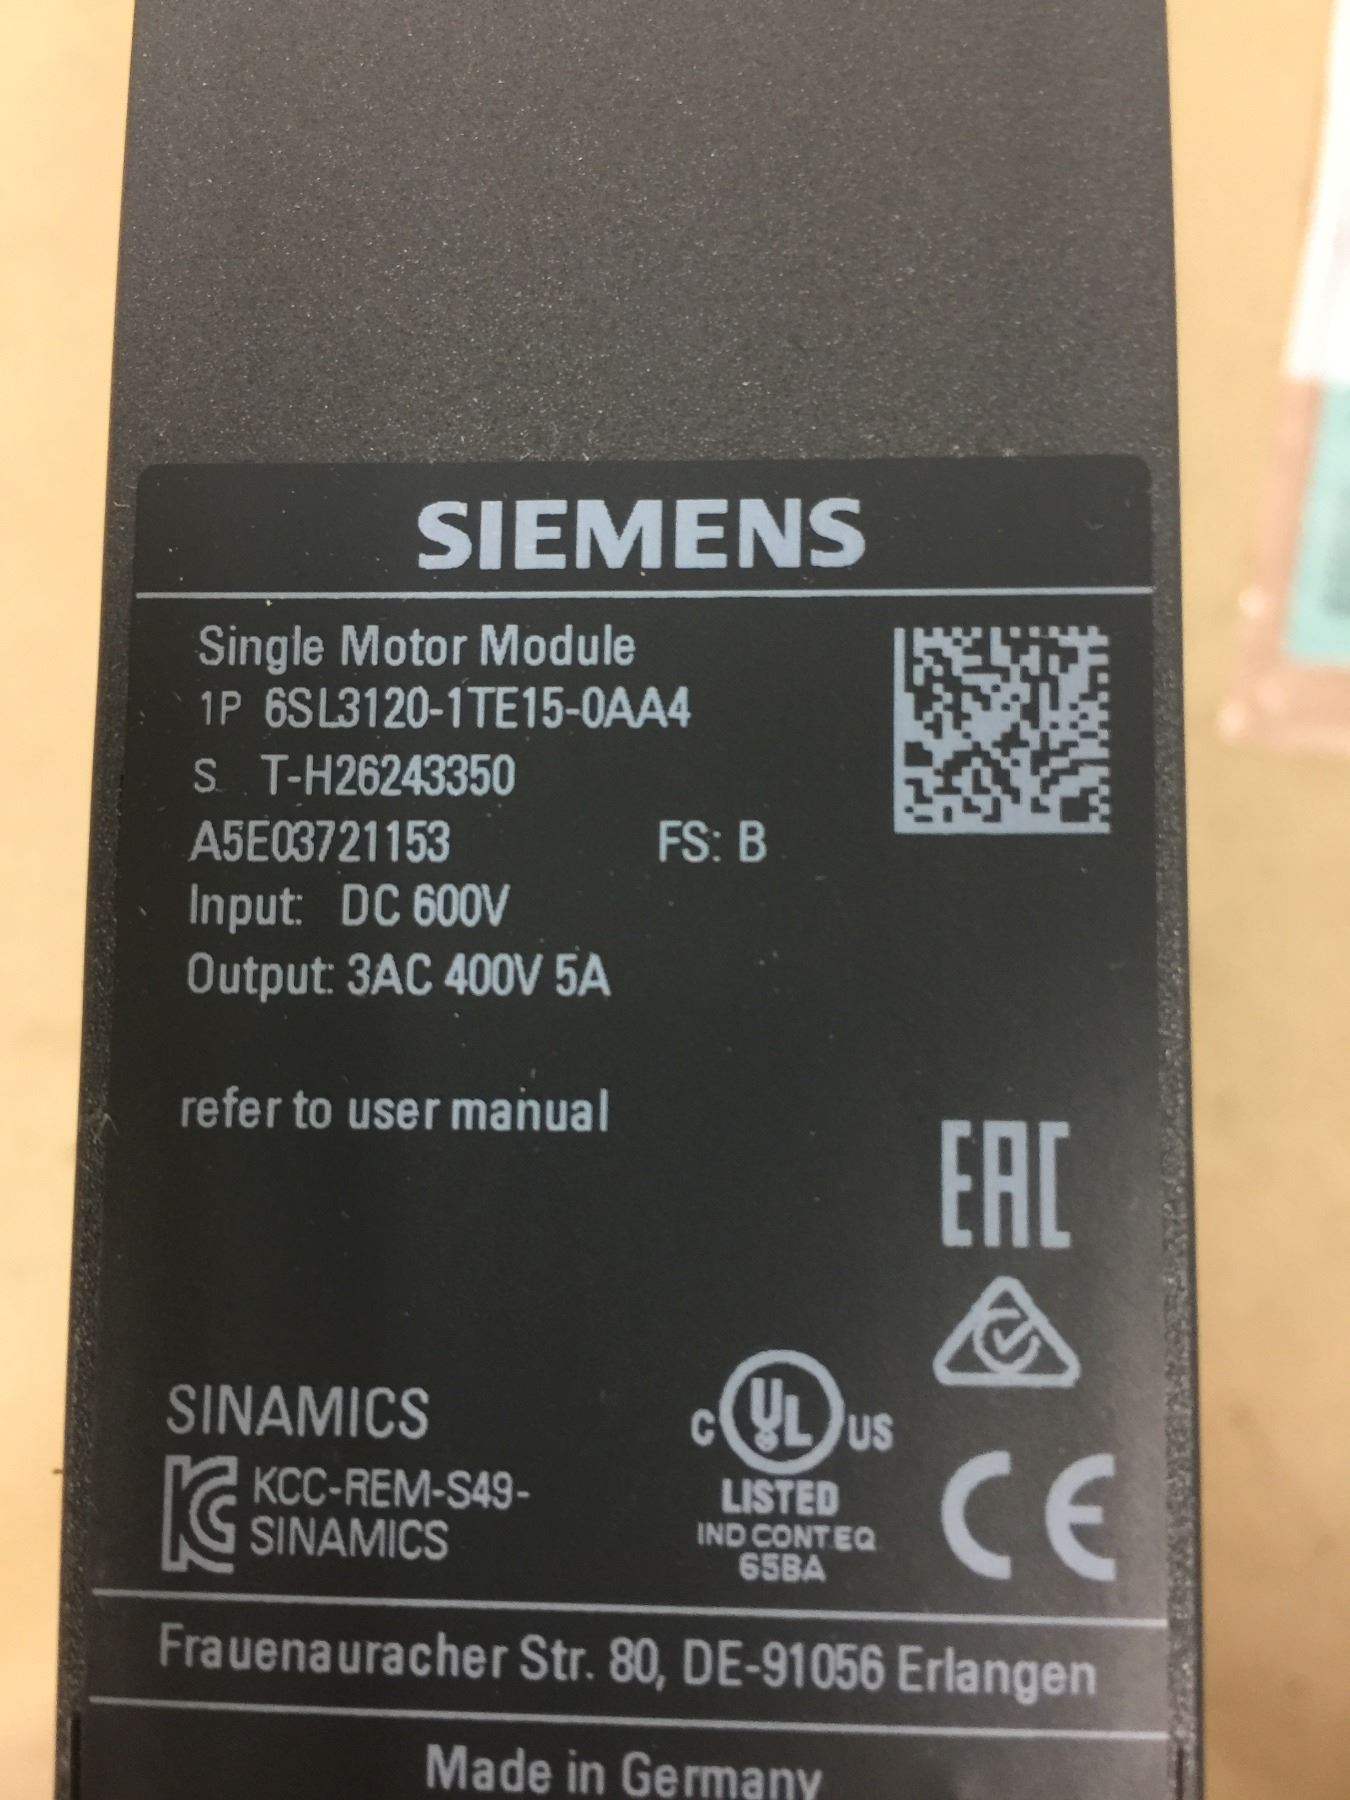 SIEMENS
Single Motor Module
1P 6SL3120-1TE15-0AA4
S T-H26243350
A5E03721153 FS: B
Input: DC 600V
Output: 3AC 400V 5A
refer to user manual
EAC
SINAMICS
KCC-REM-S49-
SINAMICS
C UL US
LISTED
IND CONT EQ
65BA
CE
Frauenauracher Str. 80, DE-91056 Erlangen
Made in Germany